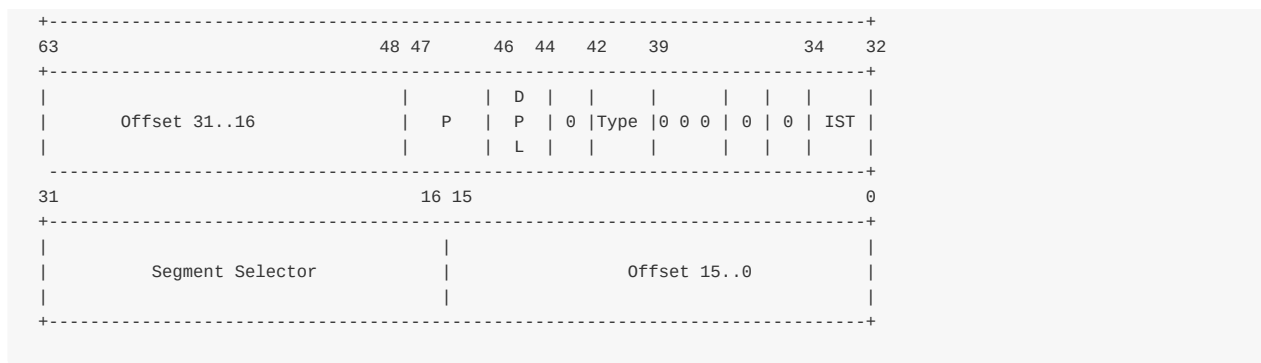 +-------------------------------------------------------------------------------+
63                                 48 47      46  44   42    39             34    32
+-------------------------------------------------------------------------------+
|                                   |       |  D  |   |     |      |   |   |     |
|       Offset 31..16               |   P   |  P  | 0 |Type |0 0 0 | 0 | 0 | IST |
|                                   |       |  L  |   |     |      |   |   |     |
 -------------------------------------------------------------------------------+
31                                     16 15                                      0
+-------------------------------------------------------------------------------+
|                                       |                                         |
|          Segment Selector             |                 Offset 15..0            |
|                                       |                                         |
+-------------------------------------------------------------------------------+